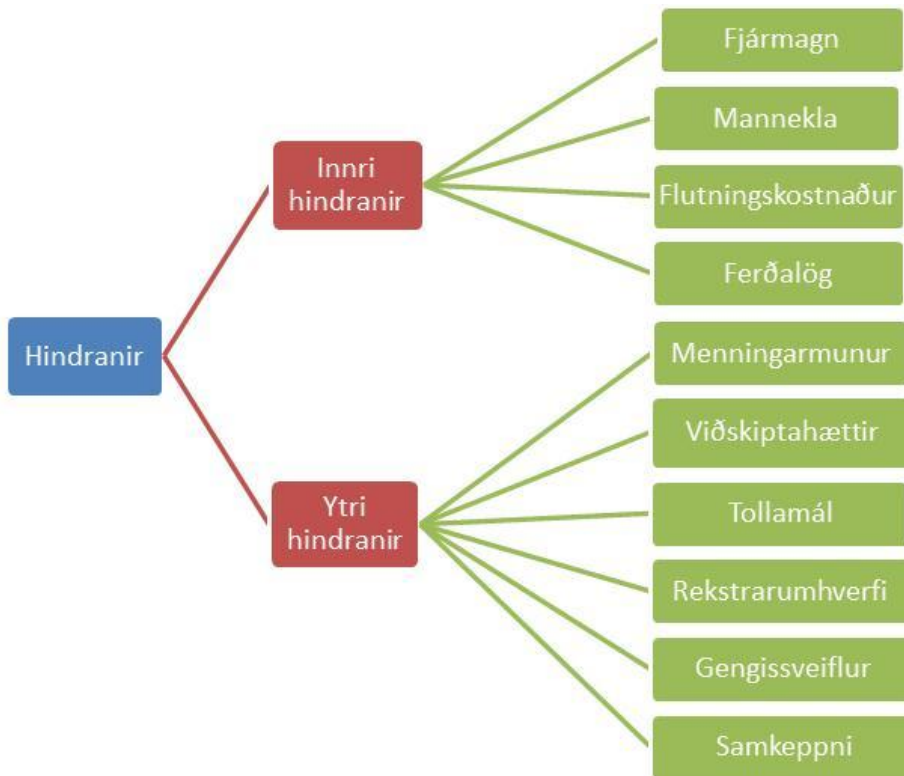 Hindranir
Innri
hindranir
Fjármagn
Mannekla
Flutningskostnaður
Ferðalög
Ytri
hindranir
Menningarmunur
Viðskiptahættir
Tollamál
Rekstrarumhverfi
Gengissveiflur
Samkeppni